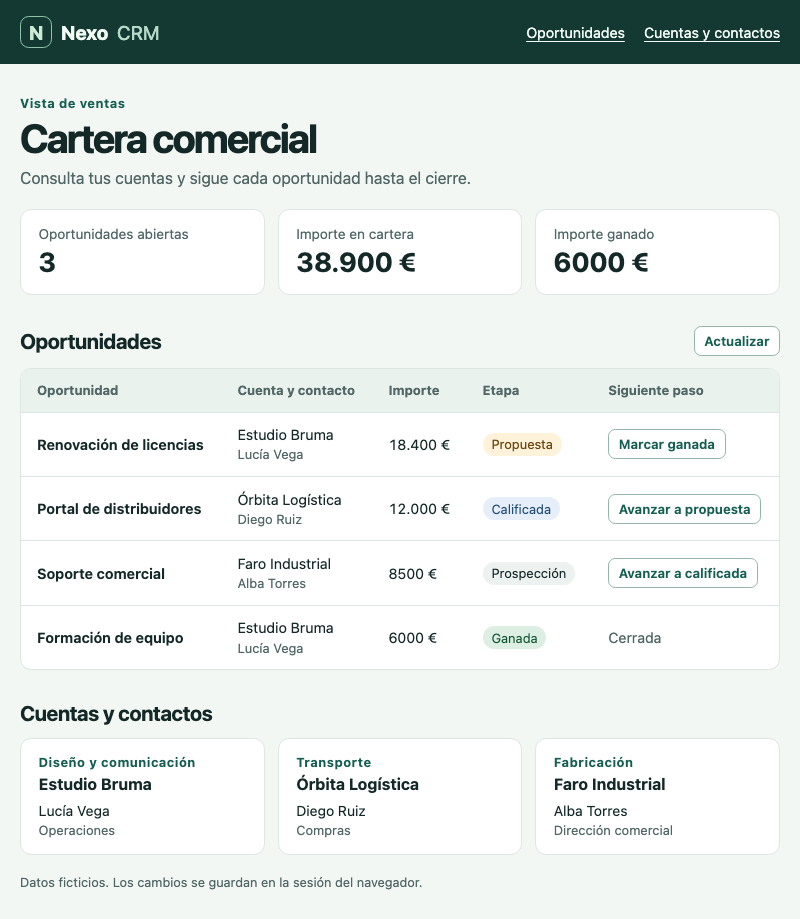 N Nexo CRM
Oportunidades Cuentas y contactos
Vista de ventas
Cartera comercial
Consulta tus cuentas y sigue cada oportunidad hasta el cierre.
Oportunidades abiertas
3
Importe en cartera
38.900 €
Importe ganado
6000 €
Oportunidades
Actualizar
Oportunidad Cuenta y contacto Importe Etapa Siguiente paso
Renovación de licencias
Estudio Bruma
Lucía Vega
18.400 €
Propuesta
Marcar ganada
Portal de distribuidores
Órbita Logística
Diego Ruiz
12.000 €
Calificada
Avanzar a propuesta
Soporte comercial
Faro Industrial
Alba Torres
8500 €
Prospección
Avanzar a calificada
Formación de equipo
Estudio Bruma
Lucía Vega
6000 €
Ganada
Cerrada
Cuentas y contactos
Diseño y comunicación
Estudio Bruma
Lucía Vega
Operaciones
Transporte
Órbita Logística
Diego Ruiz
Compras
Fabricación
Faro Industrial
Alba Torres
Dirección comercial
Datos ficticios. Los cambios se guardan en la sesión del navegador.